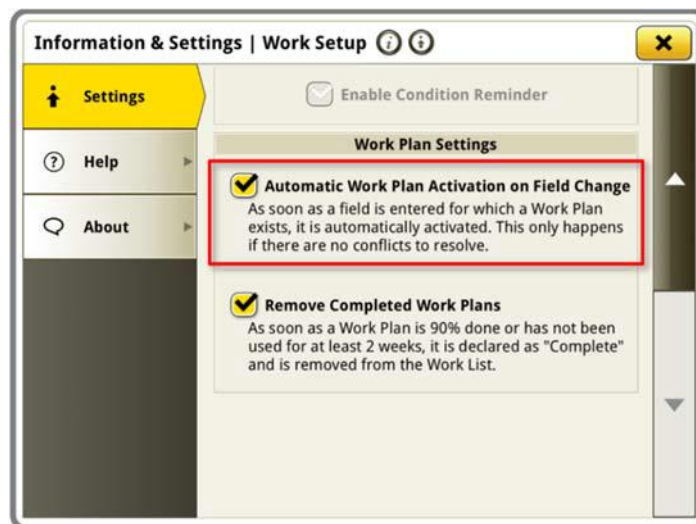 Information & Settings | Work Setup
Settings
Enable Condition Reminder
Work Plan Settings
Help
Automatic Work Plan Activation on Field Change
As soon as a field is entered for which a Work Plan
exists, it is automatically activated. This only happens
if there are no conflicts to resolve.
About
Remove Completed Work Plans
As soon as a Work Plan is 90% done or has not been
used for at least 2 weeks, it is declared as "Complete"
and is removed from the Work List.